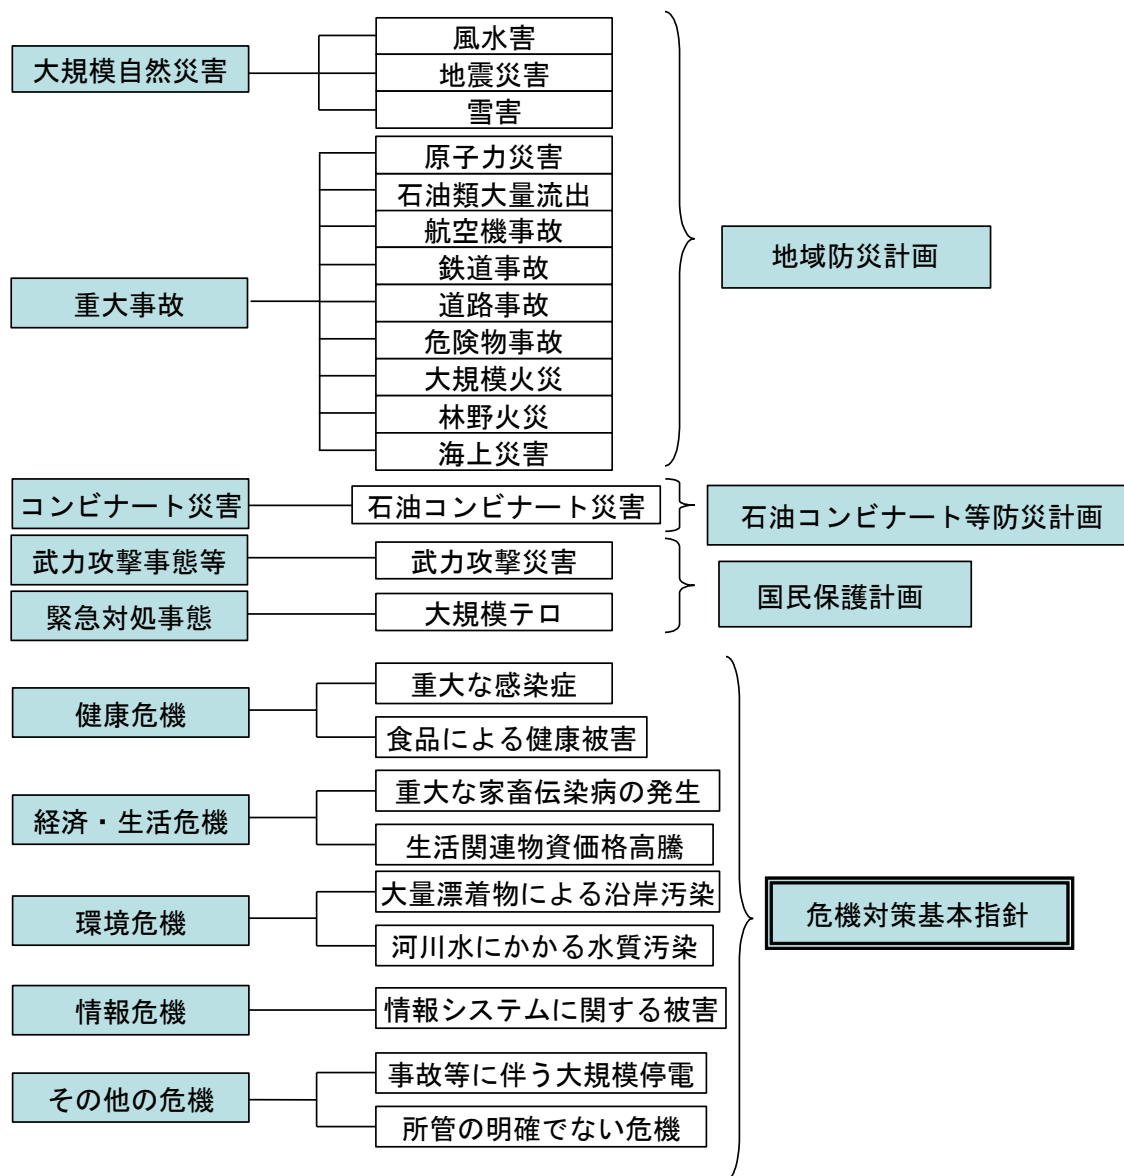 大規模自然災害
風水害
地震災害
雪害
重大事故
原子力災害
石油類大量流出
航空機事故
鉄道事故
道路事故
危険物事故
大規模火災
林野火災
海上災害
地域防災計画
コンビナート災害
石油コンビナート災害
石油コンビナート等防災計画
武力攻撃事態等
武力攻撃災害
緊急対処事態
大規模テロ
国民保護計画
健康危機
重大な感染症
食品による健康被害
経済・生活危機
重大な家畜伝染病の発生
生活関連物資価格高騰
環境危機
大量漂着物による沿岸汚染
河川水にかかる水質汚染
情報危機
情報システムに関する被害
その他の危機
事故等に伴う大規模停電
所管の明確でない危機
危機対策基本指針